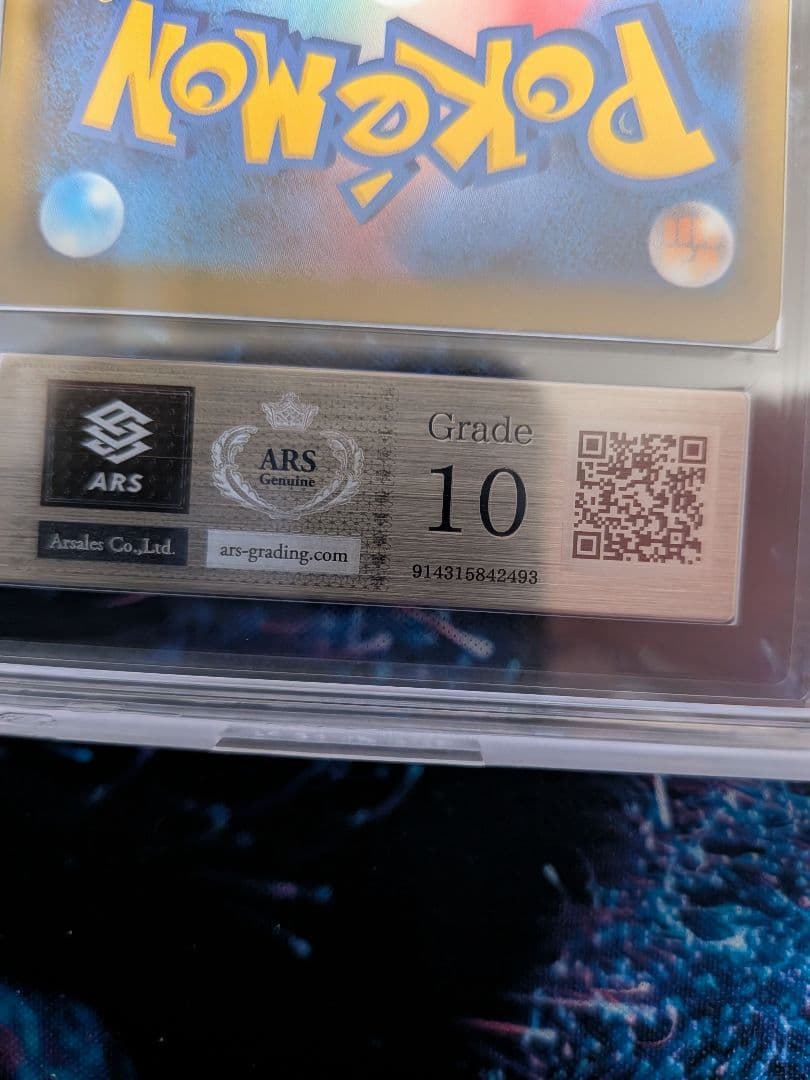 Pokémon
ARS
Arsales Co.,Ltd.
ARS
Genuine
ars-grading.com
Grade
10
914315842493